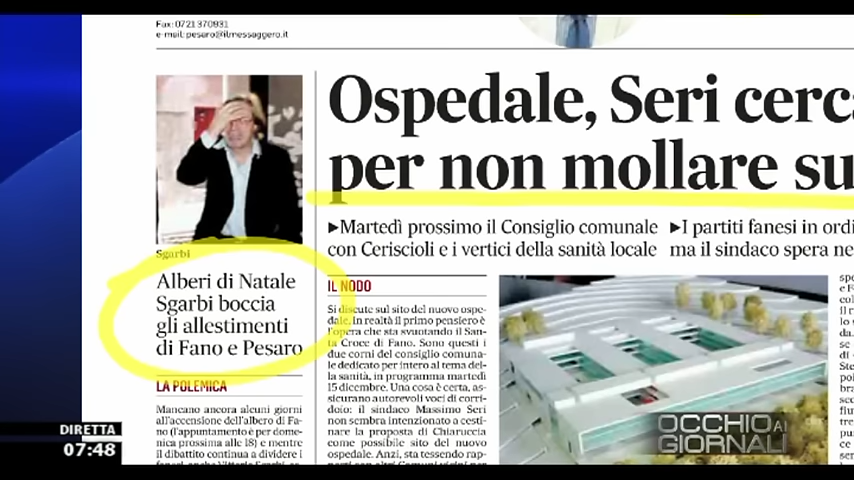 Fax: 0721 370931
e-mail: pesaro@ilmessaggero.it
Sgarbi
Alberi di Natale
Sgarbi boccia
gli allestimenti
di Fano e Pesaro
LA POLEMICA
Mancano ancora alcuni giorni
all'accensione dell'albero di Fa-
no (l'appuntamento è per dome-
nica prossima alle 18) e mentre
il dibattito continua a dividere i
Ospedale, Seri cerca
per non mollare su
▸Martedì prossimo il Consiglio comunale
con Ceriscioli e i vertici della sanità locale
▸I partiti fanesi in ordi
ma il sindaco spera ne
IL NODO
Si discute sul sito del nuovo ospe-
dale, in realtà il primo pensiero è
l'opera che sta svuotando il San-
ta Croce di Fano. Sono questi i
due corni del consiglio comuna-
le dedicato per intero al tema del-
la sanità, in programma martedì
15 dicembre. Una cosa è certa, as-
sicurano autorevoli voci di corri-
doio: il sindaco Massimo Seri
non sembra intenzionato a cesti-
nare la proposta di Chiaruccia
come possibile sito del nuovo
ospedale. Anzi, sta tessendo rap-
DIRETTA
07:48
OCCHIO AI
GIORNALI